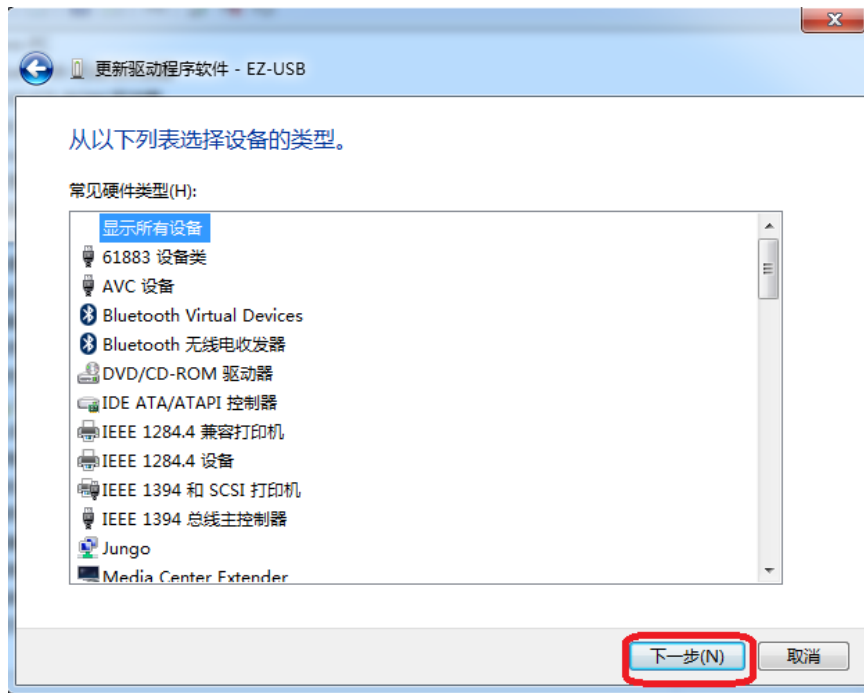 更新驱动程序软件 - EZ-USB
从以下列表选择设备的类型。
常见硬件类型(H):
显示所有设备
61883 设备类
AVC 设备
Bluetooth Virtual Devices
Bluetooth 无线电收发器
DVD/CD-ROM 驱动器
IDE ATA/ATAPI 控制器
IEEE 1284.4 兼容打印机
IEEE 1284.4 设备
IEEE 1394 和 SCSI 打印机
IEEE 1394 总线主控制器
Jungo
Media Center Extender
下一步(N) 取消